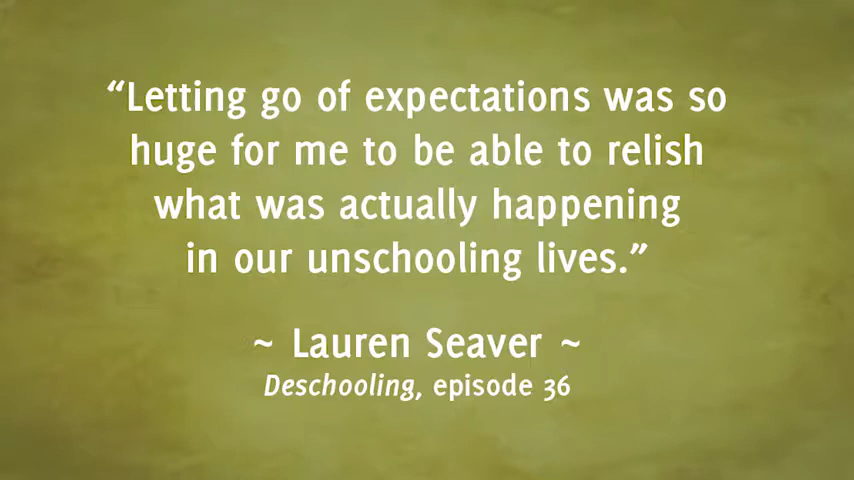 “Letting go of expectations was so
huge for me to be able to relish
what was actually happening
in our unschooling lives.”
~ Lauren Seaver ~
Deschooling, episode 36